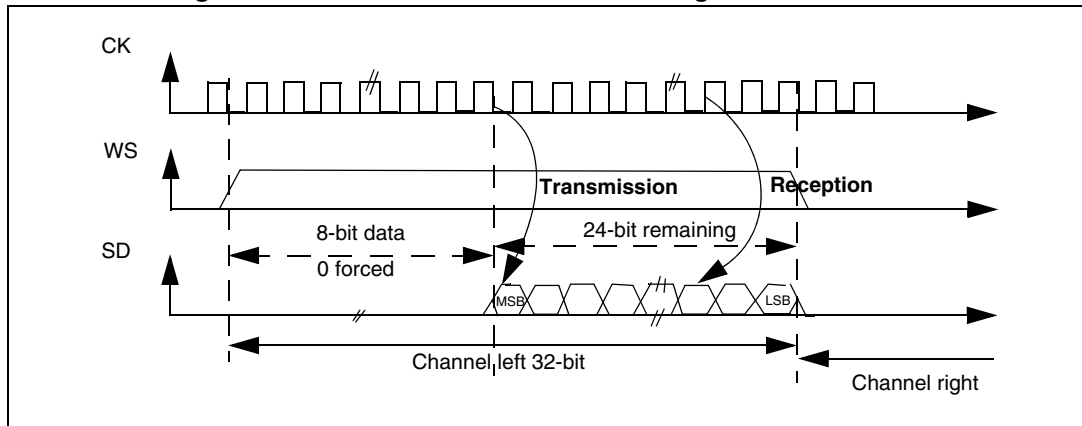 CK
WS
Transmission
Reception
8-bit data
24-bit remaining
SD
0 forced
MSB
LSB
Channel left 32-bit
Channel right